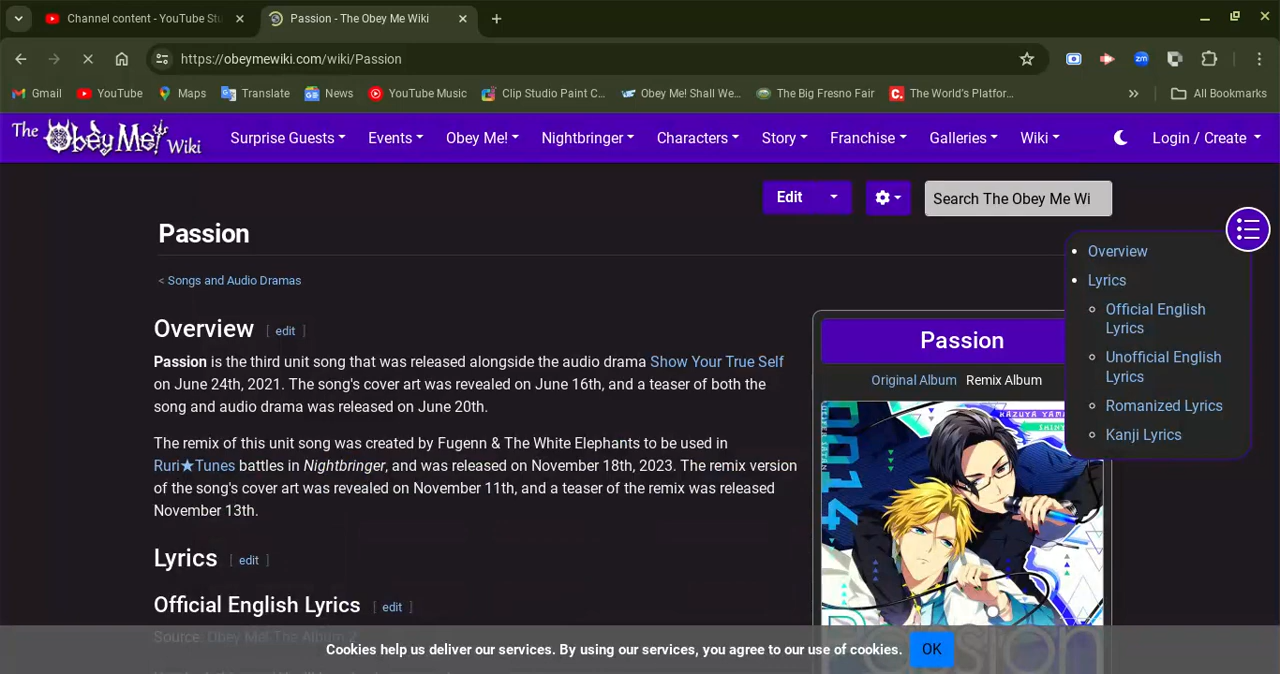 Channel content - YouTube Stu
Passion - The Obey Me Wiki
https://obeymewiki.com/wiki/Passion
zm
Gmail
YouTube
Maps
Translate
News
YouTube Music
Clip Studio Paint C...
Obey Me! Shall We...
The Big Fresno Fair
The World's Platfor...
All Bookmarks
The Obey Me! Wiki
Surprise Guests
Events
Obey Me!
Nightbringer
Characters
Story
Franchise
Galleries
Wiki
Login / Create
Edit
Search The Obey Me Wi
Passion
< Songs and Audio Dramas
Overview
Lyrics
Official English
Lyrics
Unofficial English
Lyrics
Romanized Lyrics
Kanji Lyrics
Overview [ edit ]
Passion is the third unit song that was released alongside the audio drama Show Your True Self
on June 24th, 2021. The song's cover art was revealed on June 16th, and a teaser of both the
song and audio drama was released on June 20th.
The remix of this unit song was created by Fugenn & The White Elephants to be used in
Ruri★Tunes battles in Nightbringer, and was released on November 18th, 2023. The remix version
of the song's cover art was revealed on November 11th, and a teaser of the remix was released
November 13th.
Lyrics [ edit ]
Official English Lyrics [ edit ]
Source: Obey Me! The Album 2
Passion
Original Album Remix Album
KAZUYA YAMA
0014
Passion
Cookies help us deliver our services. By using our services, you agree to our use of cookies.
OK